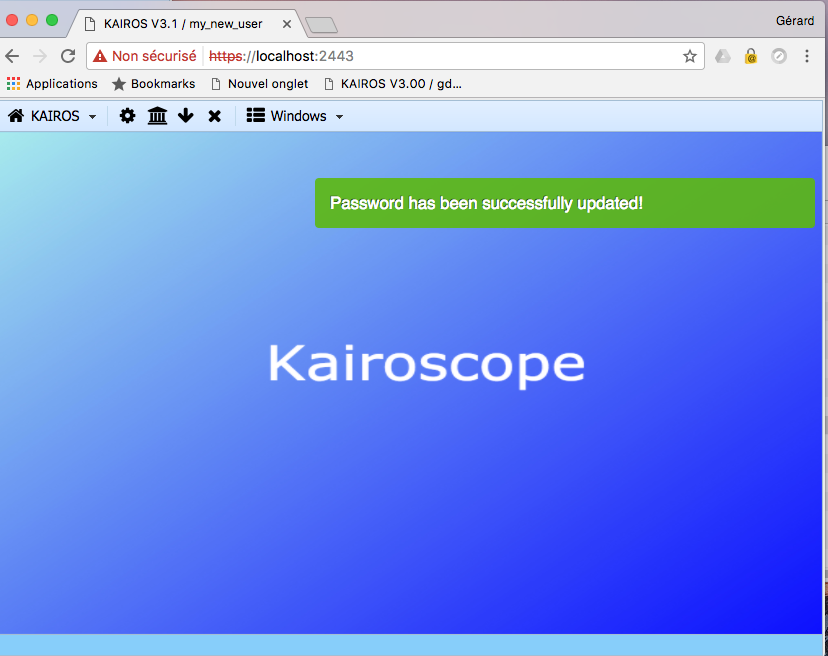 KAIROS V3.1 / my_new_user
Gérard
Non sécurisé https://localhost:2443
Applications Bookmarks Nouvel onglet KAIROS V3.00 / gd...
KAIROS Windows
Password has been successfully updated!
Kairoscope